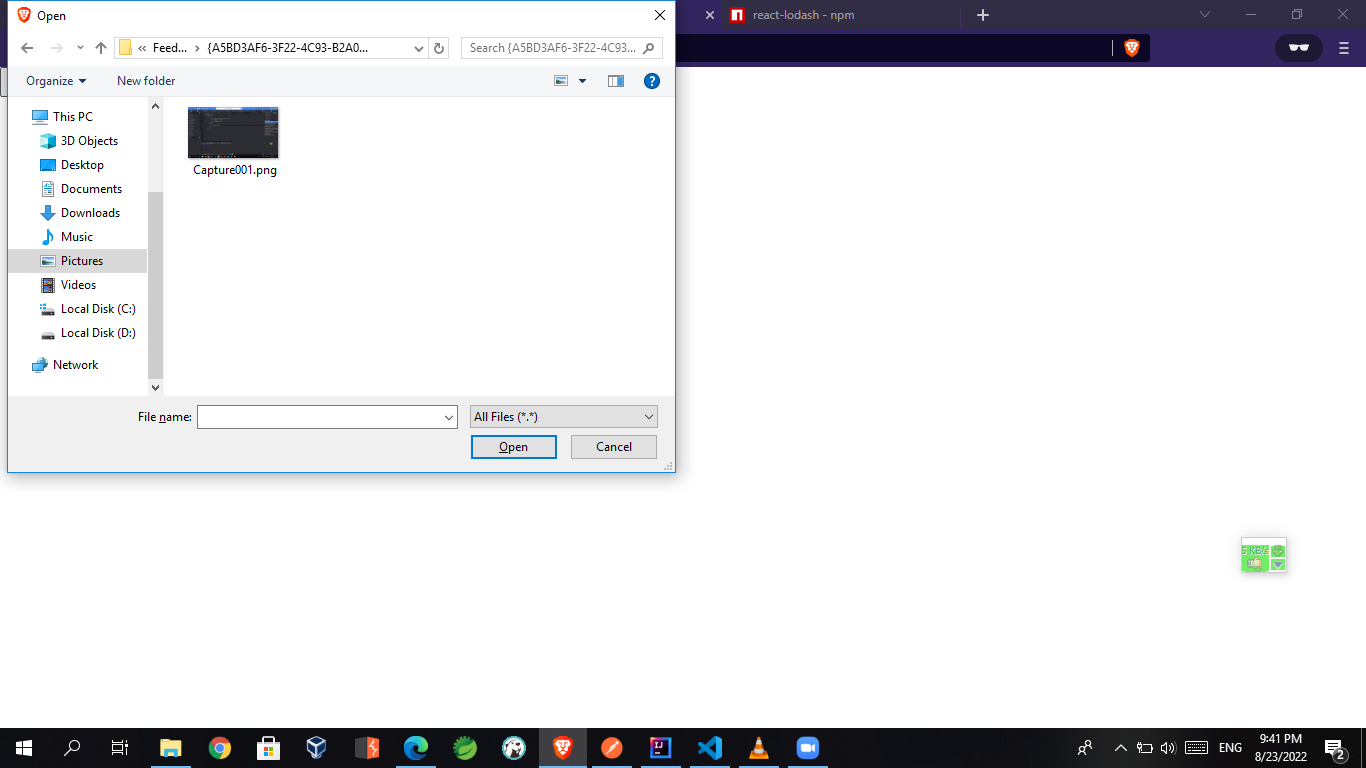 Open
react-lodash - npm
« Feed... › {A5BD3AF6-3F22-4C93-B2A0...
Search {A5BD3AF6-3F22-4C93...
Organize
New folder
This PC
3D Objects
Desktop
Documents
Downloads
Music
Pictures
Videos
Local Disk (C:)
Local Disk (D:)
Network
Capture001.png
File name:
All Files (*.*)
Open
Cancel
5 KB/s
ENG
9:41 PM
8/23/2022
2